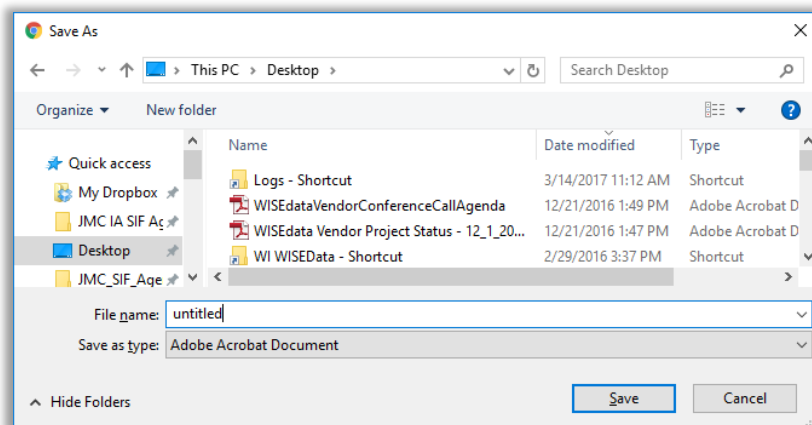 Save As
This PC > Desktop >
Search Desktop
Organize
New folder
?
Name
Date modified
Type
Quick access
My Dropbox
JMC IA SIF Ag
Desktop
JMC_SIF_Age
Logs - Shortcut 3/14/2017 11:12 AM Shortcut
WISEdataVendorConferenceCallAgenda 12/21/2016 1:49 PM Adobe Acrobat D
WISEdata Vendor Project Status - 12_1_20... 12/21/2016 1:47 PM Adobe Acrobat D
WI WISEData - Shortcut 2/29/2016 3:37 PM Shortcut
File name: untitled
Save as type: Adobe Acrobat Document
Hide Folders
Save
Cancel